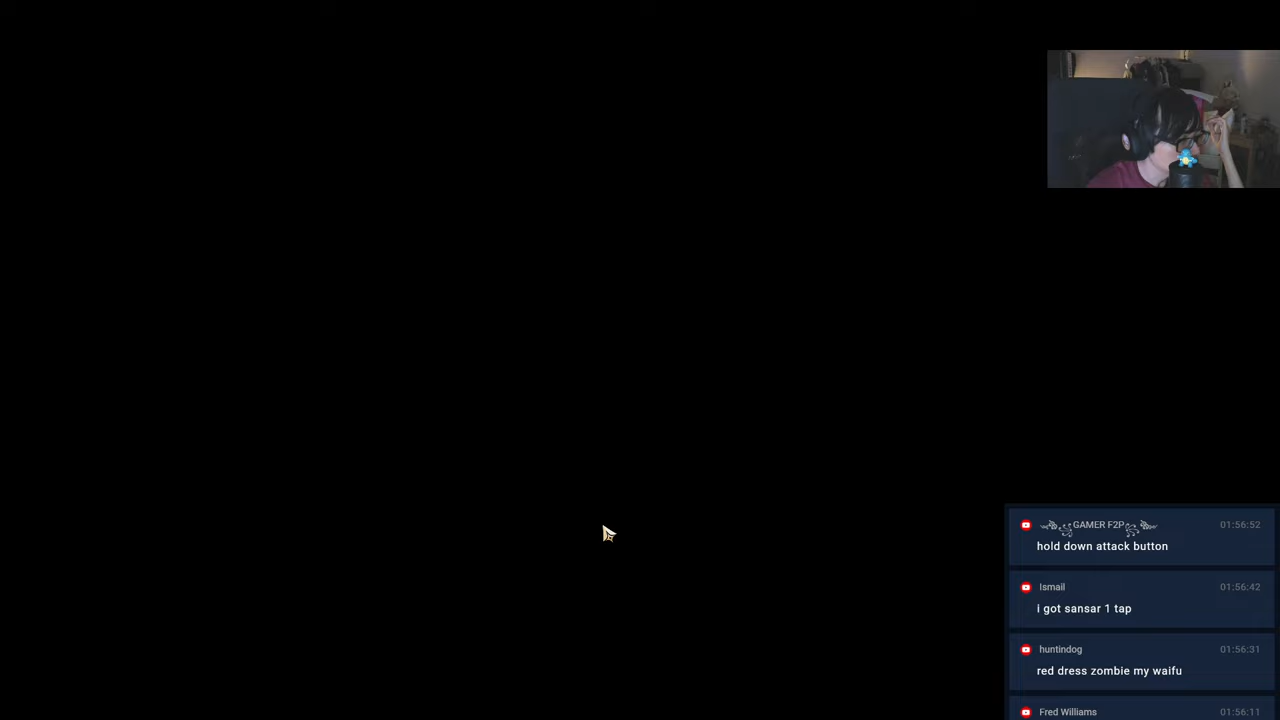 GAMER F2P 01:56:52
hold down attack button
Ismail 01:56:42
i got sansar 1 tap
huntindog 01:56:31
red dress zombie my waifu
Fred Williams 01:56:11